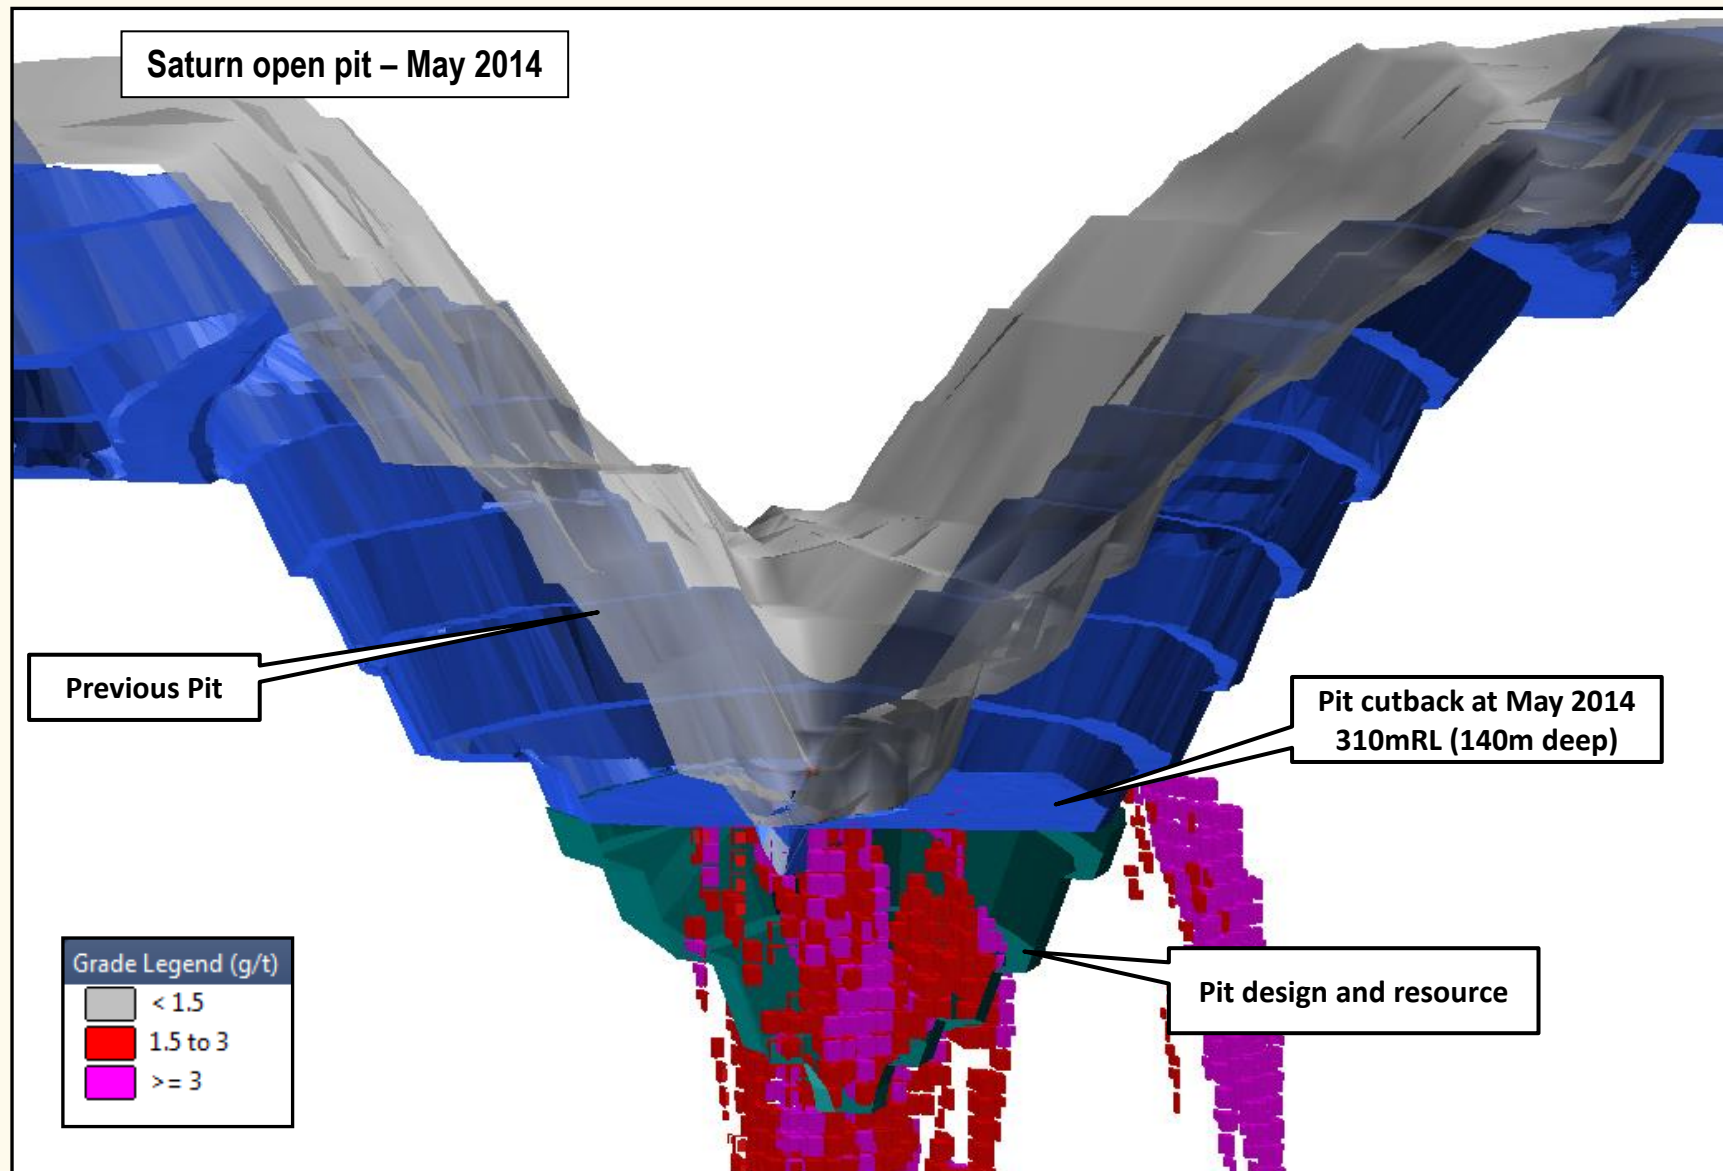 Saturn open pit – May 2014
Previous Pit
Pit cutback at May 2014
310mRL (140m deep)
Pit design and resource
Grade Legend (g/t)
< 1.5
1.5 to 3
>= 3